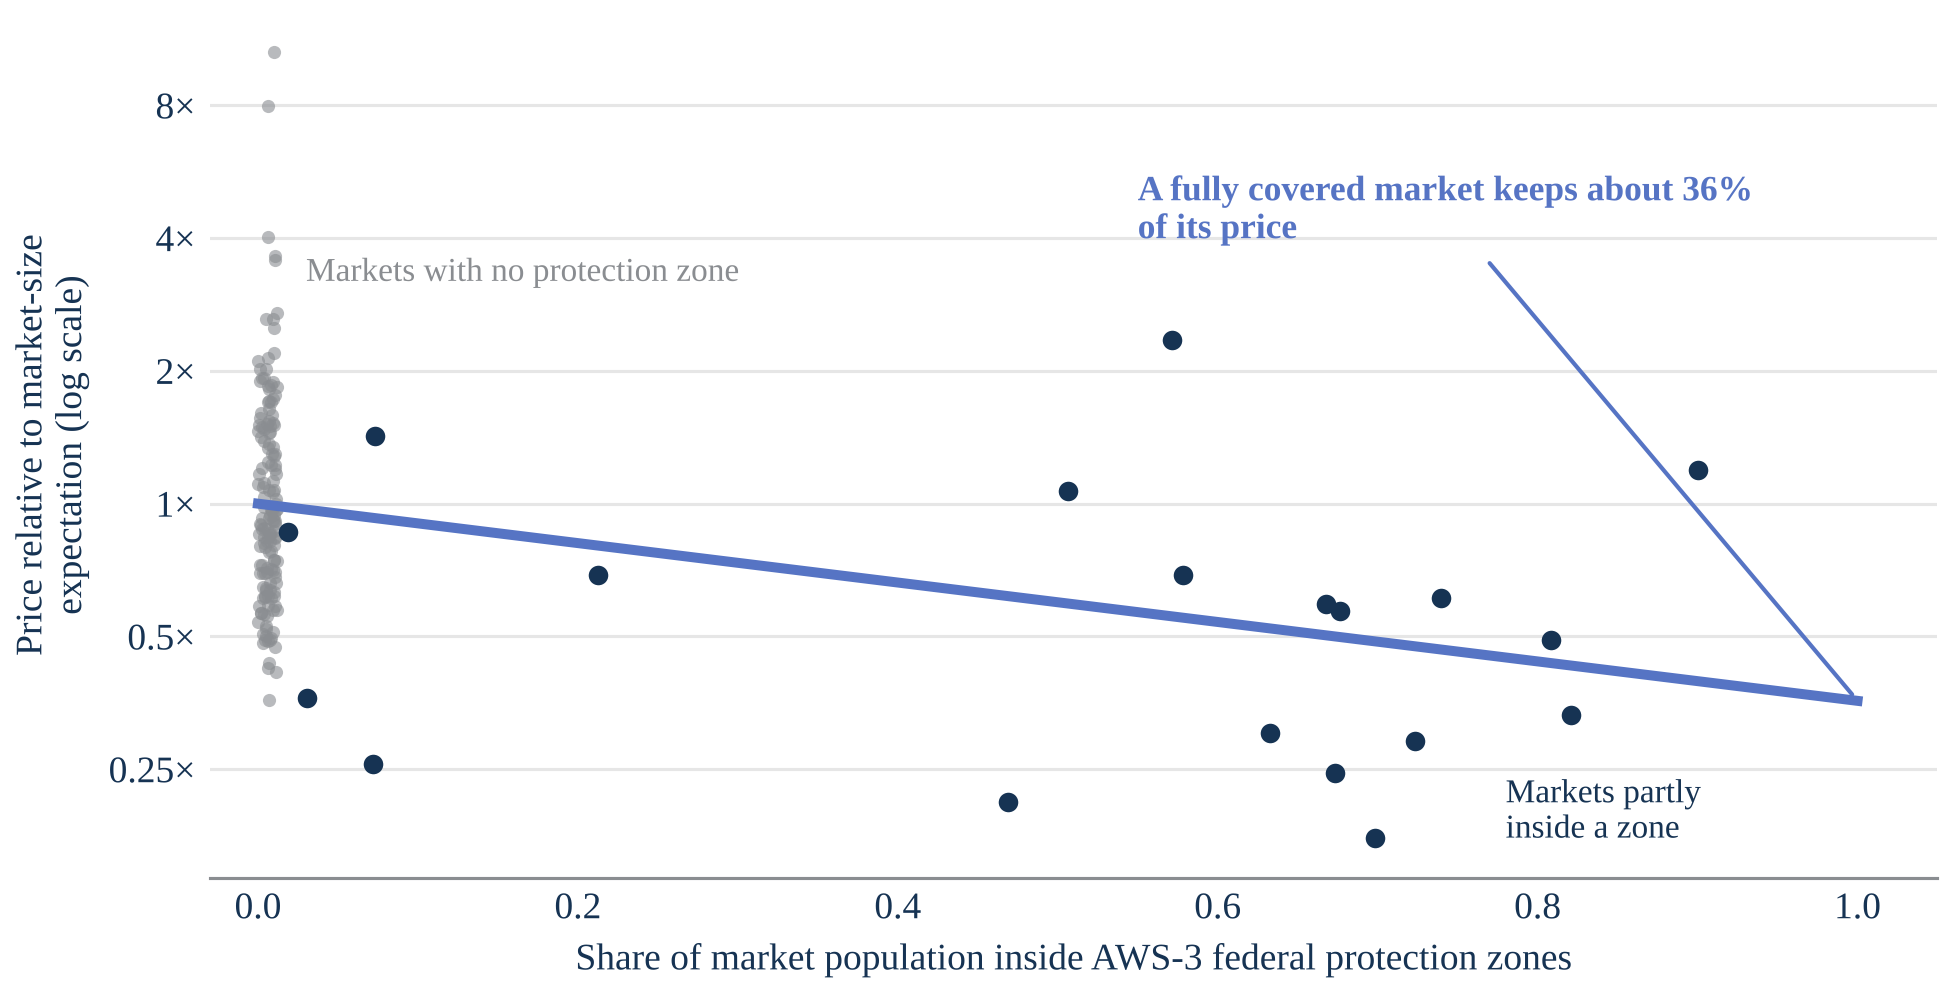 8×
4×
2×
1×
0.5×
0.25×
Price relative to market-size
expectation (log scale)
A fully covered market keeps about 36%
of its price
Markets with no protection zone
Markets partly
inside a zone
0.0 0.2 0.4 0.6 0.8 1.0
Share of market population inside AWS-3 federal protection zones